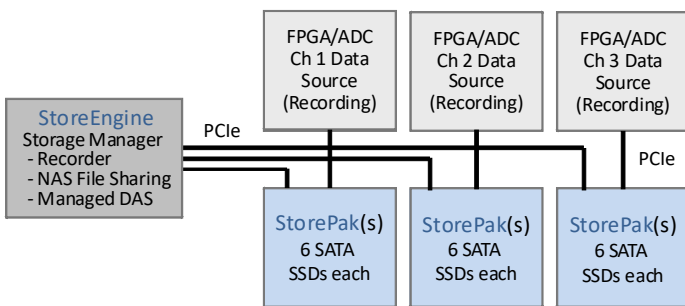 FPGA/ADC
Ch 1 Data
Source
(Recording)
FPGA/ADC
Ch 2 Data
Source
(Recording)
FPGA/ADC
Ch 3 Data
Source
(Recording)
StoreEngine
Storage Manager
- Recorder
- NAS File Sharing
- Managed DAS
PCIe
PCIe
StorePak(s)
6 SATA
SSDs each
StorePak(s)
6 SATA
SSDs each
StorePak(s)
6 SATA
SSDs each